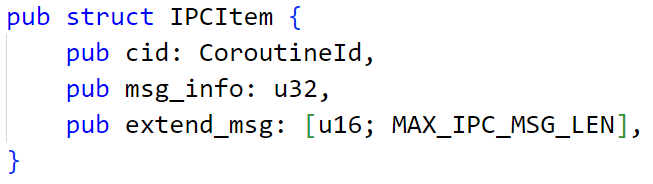 pub struct IPCItem {
    pub cid: CoroutineId,
    pub msg_info: u32,
    pub extend_msg: [u16; MAX_IPC_MSG_LEN],
}